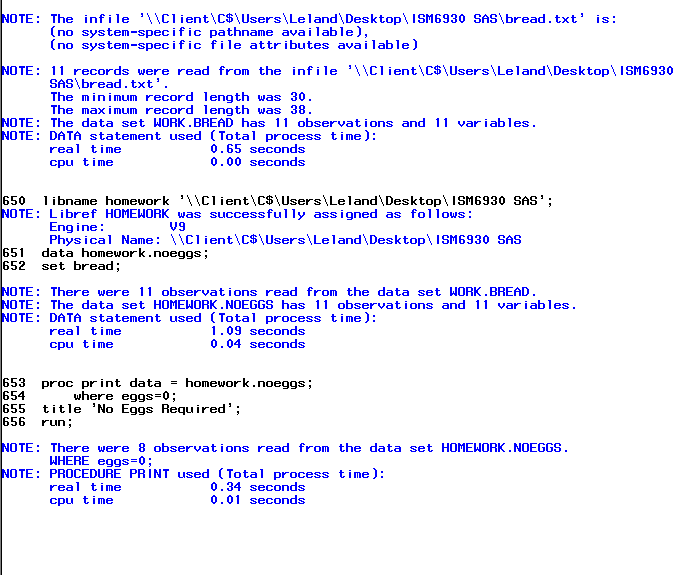 NOTE: The infile '\\Client\C$\Users\Leland\Desktop\ISM6930 SAS\bread.txt' is:
(no system-specific pathname available),
(no system-specific file attributes available)
NOTE: 11 records were read from the infile '\\Client\C$\Users\Leland\Desktop\ISM6930
SAS\bread.txt'.
The minimum record length was 30.
The maximum record length was 38.
NOTE: The data set WORK.BREAD has 11 observations and 11 variables.
NOTE: DATA statement used (Total process time):
real time 0.65 seconds
cpu time 0.00 seconds
650 libname homework '\\Client\C$\Users\Leland\Desktop\ISM6930 SAS';
NOTE: Libref HOMEWORK was successfully assigned as follows:
Engine: V9
Physical Name: \\Client\C$\Users\Leland\Desktop\ISM6930 SAS
651 data homework.noeggs;
652 set bread;
NOTE: There were 11 observations read from the data set WORK.BREAD.
NOTE: The data set HOMEWORK.NOEGGS has 11 observations and 11 variables.
NOTE: DATA statement used (Total process time):
real time 1.09 seconds
cpu time 0.04 seconds
653 proc print data = homework.noeggs;
654 where eggs=0;
655 title 'No Eggs Required';
656 run;
NOTE: There were 8 observations read from the data set HOMEWORK.NOEGGS.
WHERE eggs=0;
NOTE: PROCEDURE PRINT used (Total process time):
real time 0.34 seconds
cpu time 0.01 seconds